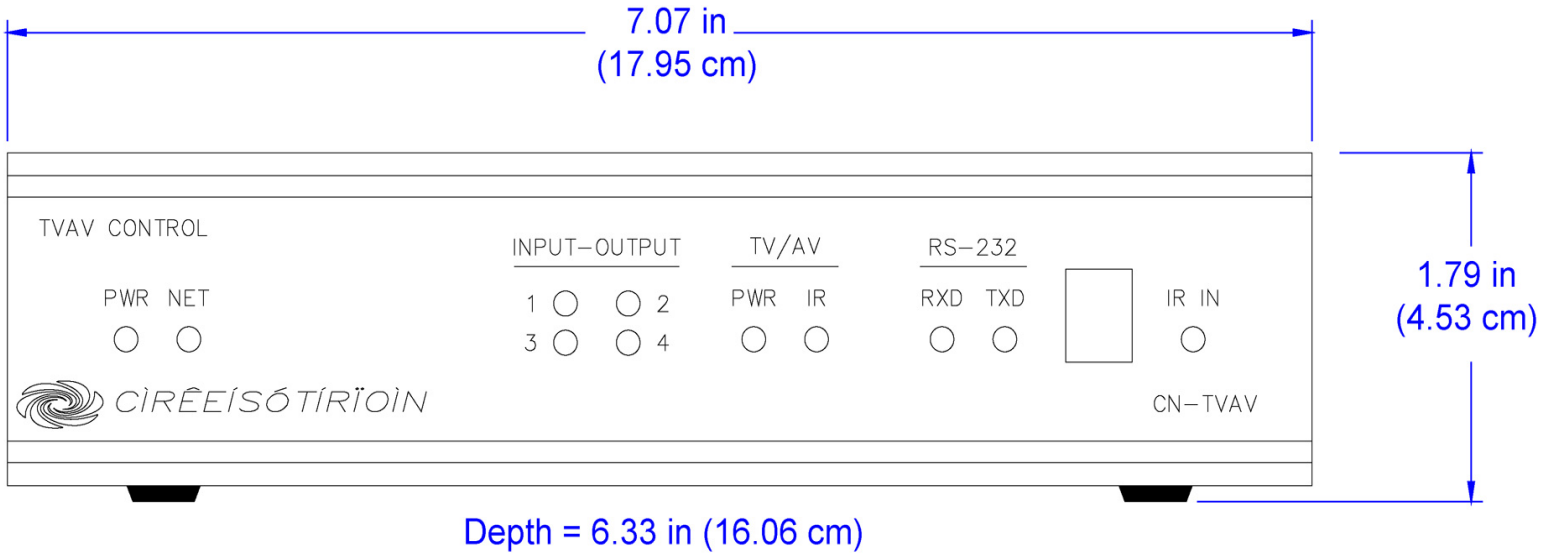 7.07 in
(17.95 cm)
TVAV CONTROL
INPUT-OUTPUT
TV/AV
RS-232
PWR NET
1 2
3 4
PWR IR
RXD TXD
IR IN
CÌRÊEÍSÓTÍRÏOÌN
CN-TVAV
1.79 in
(4.53 cm)
Depth = 6.33 in (16.06 cm)